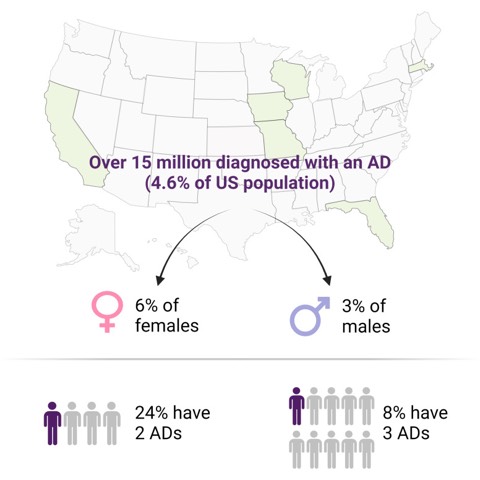 Over 15 million diagnosed with an AD
(4.6% of US population)
6% of
females
3% of
males
24% have
2 ADs
8% have
3 ADs